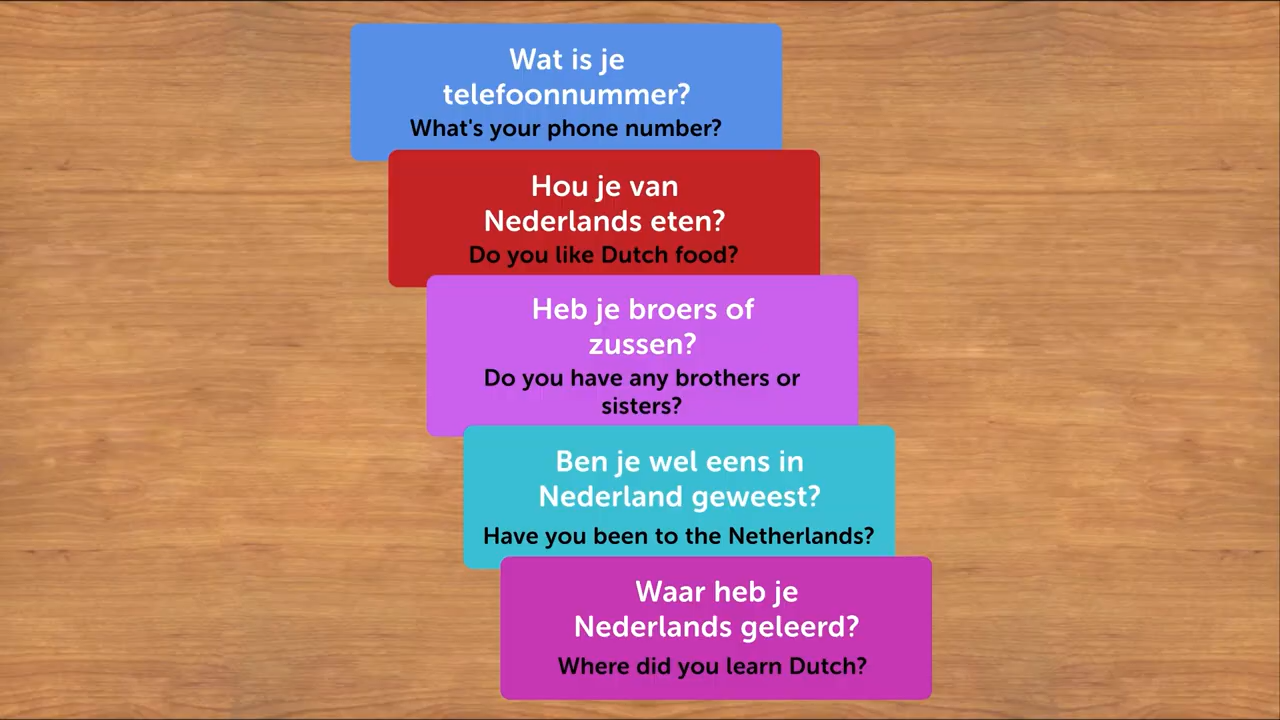 Wat is je
telefoonnummer?
What's your phone number?
Hou je van
Nederlands eten?
Do you like Dutch food?
Heb je broers of
zussen?
Do you have any brothers or
sisters?
Ben je wel eens in
Nederland geweest?
Have you been to the Netherlands?
Waar heb je
Nederlands geleerd?
Where did you learn Dutch?